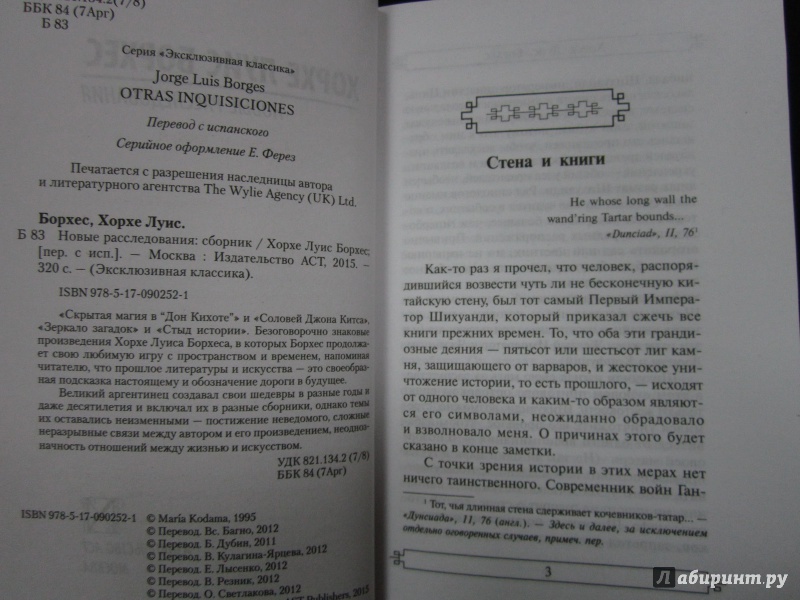 .134.2(7/8)
ББК 84 (7Арг)
Б 83
Серия «Эксклюзивная классика»
Jorge Luis Borges
OTRAS INQUISICIONES
Перевод с испанского
Серийное оформление Е. Ферез
Печатается с разрешения наследницы автора
и литературного агентства The Wylie Agency (UK) Ltd.
Борхес, Хорхе Луис.
Б 83 Новые расследования: сборник / Хорхе Луис Борхес;
[пер. с исп.]. – Москва : Издательство АСТ, 2015. –
320 с. – (Эксклюзивная классика).
ISBN 978-5-17-090252-1
«Скрытая магия в "Дон Кихоте"» и «Соловей Джона Китса»,
«Зеркало загадок» и «Стыд истории». Безоговорочно знаковые
произведения Хорхе Луиса Борхеса, в которых Борхес продолжа-
ет свою любимую игру с пространством и временем, напоминая
читателю, что прошлое литературы и искусства – это своеобраз-
ная подсказка настоящему и обозначение дороги в будущее.
Великий аргентинец создавал свои шедевры в разные годы и
даже десятилетия и включал их в разные сборники, однако темы
их оставались неизменными – постижение неведомого, сложные
неразрывные связи между автором и его произведением, неодно-
значность отношений между жизнью и искусством.
УДК 821.134.2 (7/8)
ББК 84 (7Арг)
ISBN 978-5-17-090252-1
© María Kodama, 1995
© Перевод. Вс. Багно, 2012
© Перевод. Б. Дубин, 2011
© Перевод. В. Кулагина-Ярцева, 2012
© Перевод. Е. Лысенко, 2012
© Перевод. В. Резник, 2012
© Перевод. О. Светлакова, 2012
AST Publishers, 2015
Стена и книги
He whose long wall the
wand'ring Tartar bounds...
«Dunciad», II, 76¹
Как-то раз я прочел, что человек, распоря-
дившийся возвести чуть ли не бесконечную ки-
тайскую стену, был тот самый Первый Импера-
тор Шихуанди, который приказал сжечь все
книги прежних времен. То, что оба эти гранди-
озные деяния – пятьсот или шестьсот лиг кам-
ня, защищающего от варваров, и жестокое уни-
чтожение истории, то есть прошлого, – исходят
от одного человека и каким-то образом являют-
ся его символами, неожиданно обрадовало
и взволновало меня. О причинах этого будет
сказано в конце заметки.
С точки зрения истории в этих мерах нет
ничего таинственного. Современник войн Ган-
¹ Тот, чья длинная стена сдерживает кочевников-татар... –
«Дунсиада», II, 76 (англ.). – Здесь и далее, за исключением
отдельно оговоренных случаев, примеч. пер.
3
Лабиринт.ру